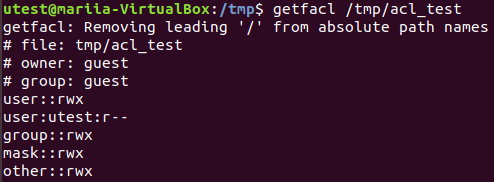 utest@mariia-VirtualBox:/tmp$ getfacl /tmp/acl_test
getfacl: Removing leading '/' from absolute path names
# file: tmp/acl_test
# owner: guest
# group: guest
user::rwx
user:utest:r--
group::rwx
mask::rwx
other::rwx